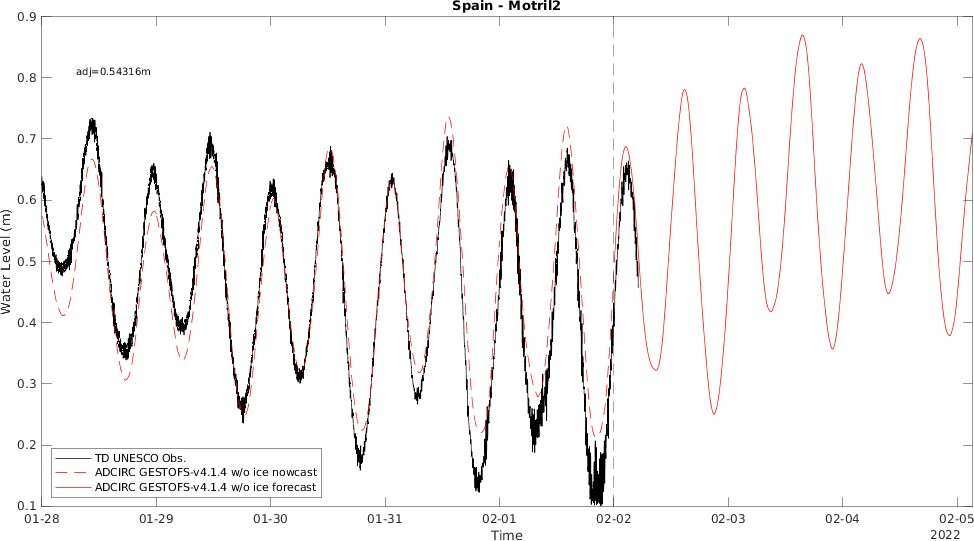 Spain - Motril2
adj=0.54316m
0.9
0.8
0.7
0.6
0.5
0.4
0.3
0.2
0.1
Water Level (m)
TD UNESCO Obs.
ADCIRC GESTOFS-v4.1.4 w/o ice nowcast
ADCIRC GESTOFS-v4.1.4 w/o ice forecast
01-28 01-29 01-30 01-31 02-01 02-02 02-03 02-04 02-05
Time
2022